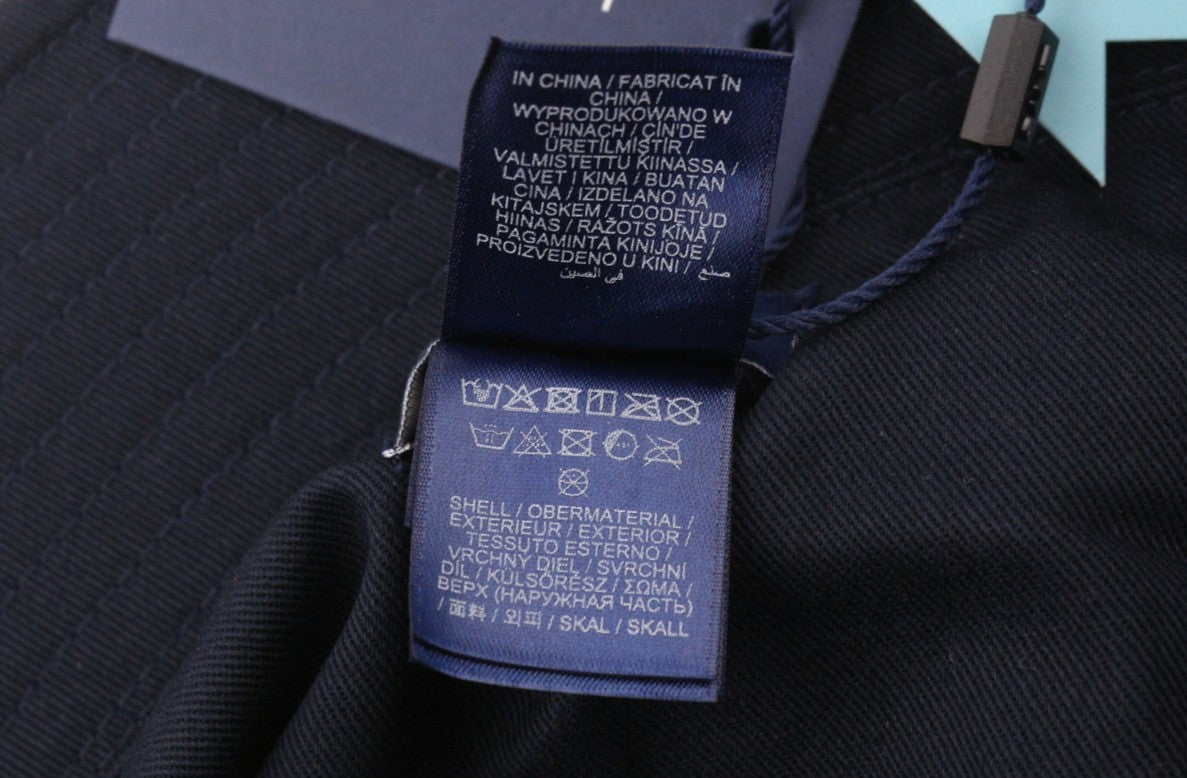 IN CHINA / FABRICAT ÎN
CHINA /
WYPRODUKOWANO W
CHINACH / ÇİN'DE
ÜRETİLMİŞTİR /
VALMISTETTU KIINASSA /
LAVET I KINA / BUATAN
CINA / IZDELANO NA
KITAJSKEM / TOODETUD
HIINAS / RAŽOTS ĶĪNĀ /
PAGAMINTA KINIJOJE /
PROIZVEDENO U KINI / صنع
في الصين
SHELL / OBERMATERIAL /
EXTERIEUR / EXTERIOR /
TESSUTO ESTERNO /
VRCHNY DIEL / SVRCHNI
DÍL / KÜLSŐRÉSZ / ΣΩΜΑ /
ВЕРХ (НАРУЖНАЯ ЧАСТЬ)
/ 面料 / 외피 / SKAL / SKALL